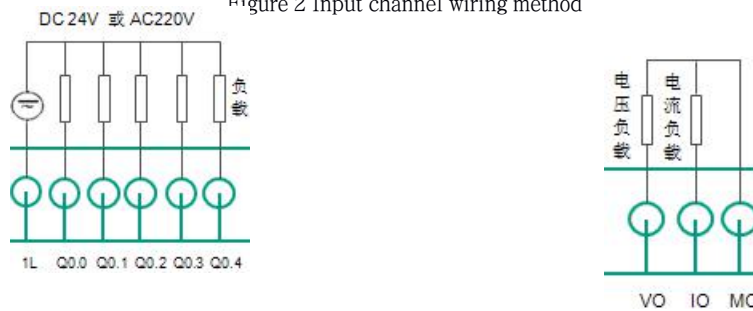 Figure 2 Input channel wiring method
DC 24V 或 AC220V
负载
1L Q0.0 Q0.1 Q0.2 Q0.3 Q0.4
电压负载
电流负载
VO IO MO